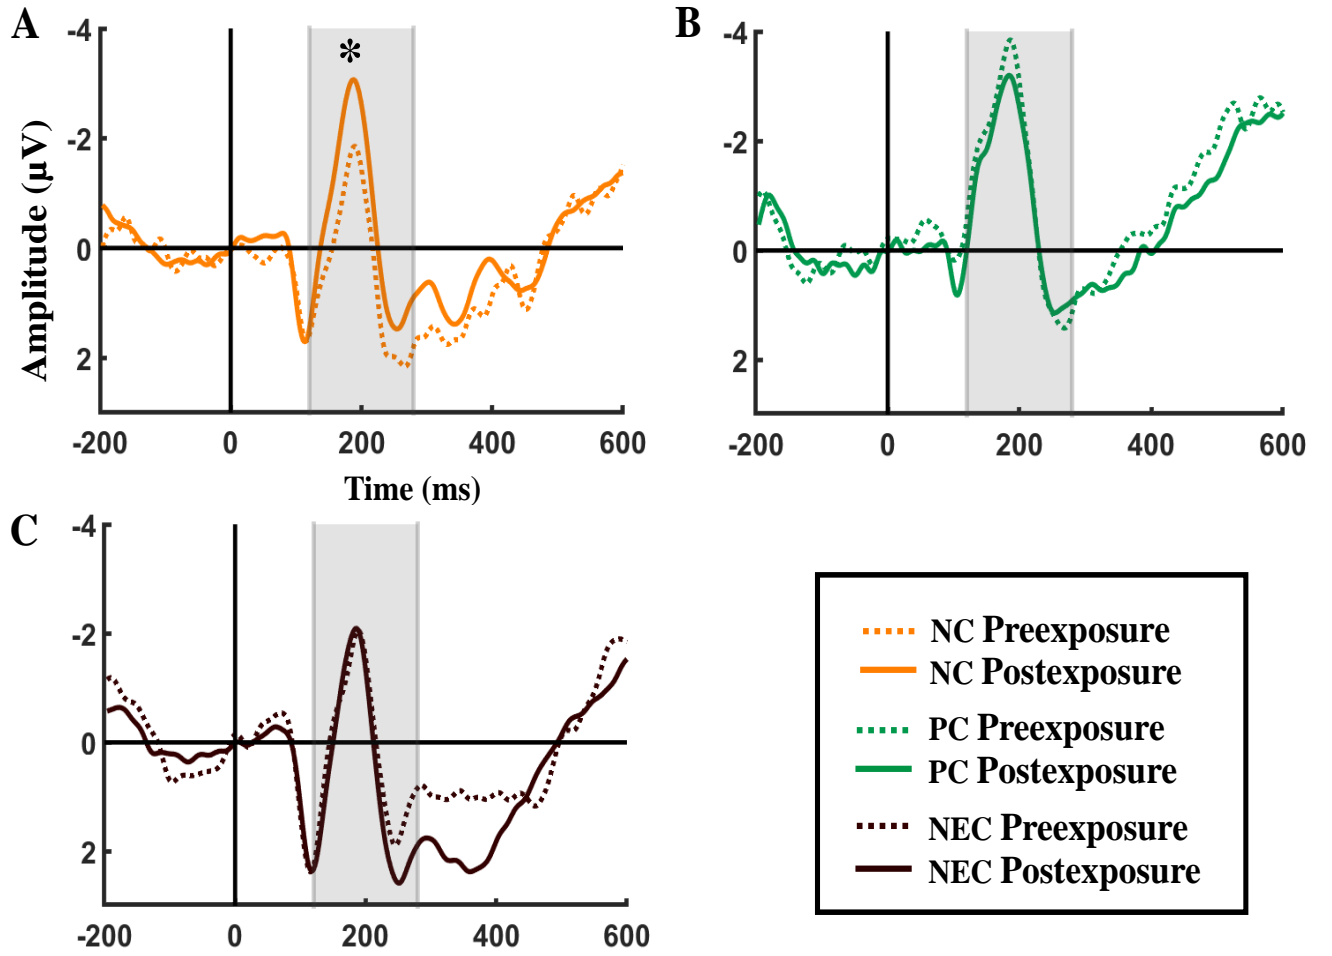 A
-4
-2
0
2
Amplitude (µV)
*
-200 0 200 400 600
Time (ms)
B
-4
-2
0
2
-200 0 200 400 600
C
-4
-2
0
2
-200 0 200 400 600
NC Preexposure
NC Postexposure
PC Preexposure
PC Postexposure
NEC Preexposure
NEC Postexposure